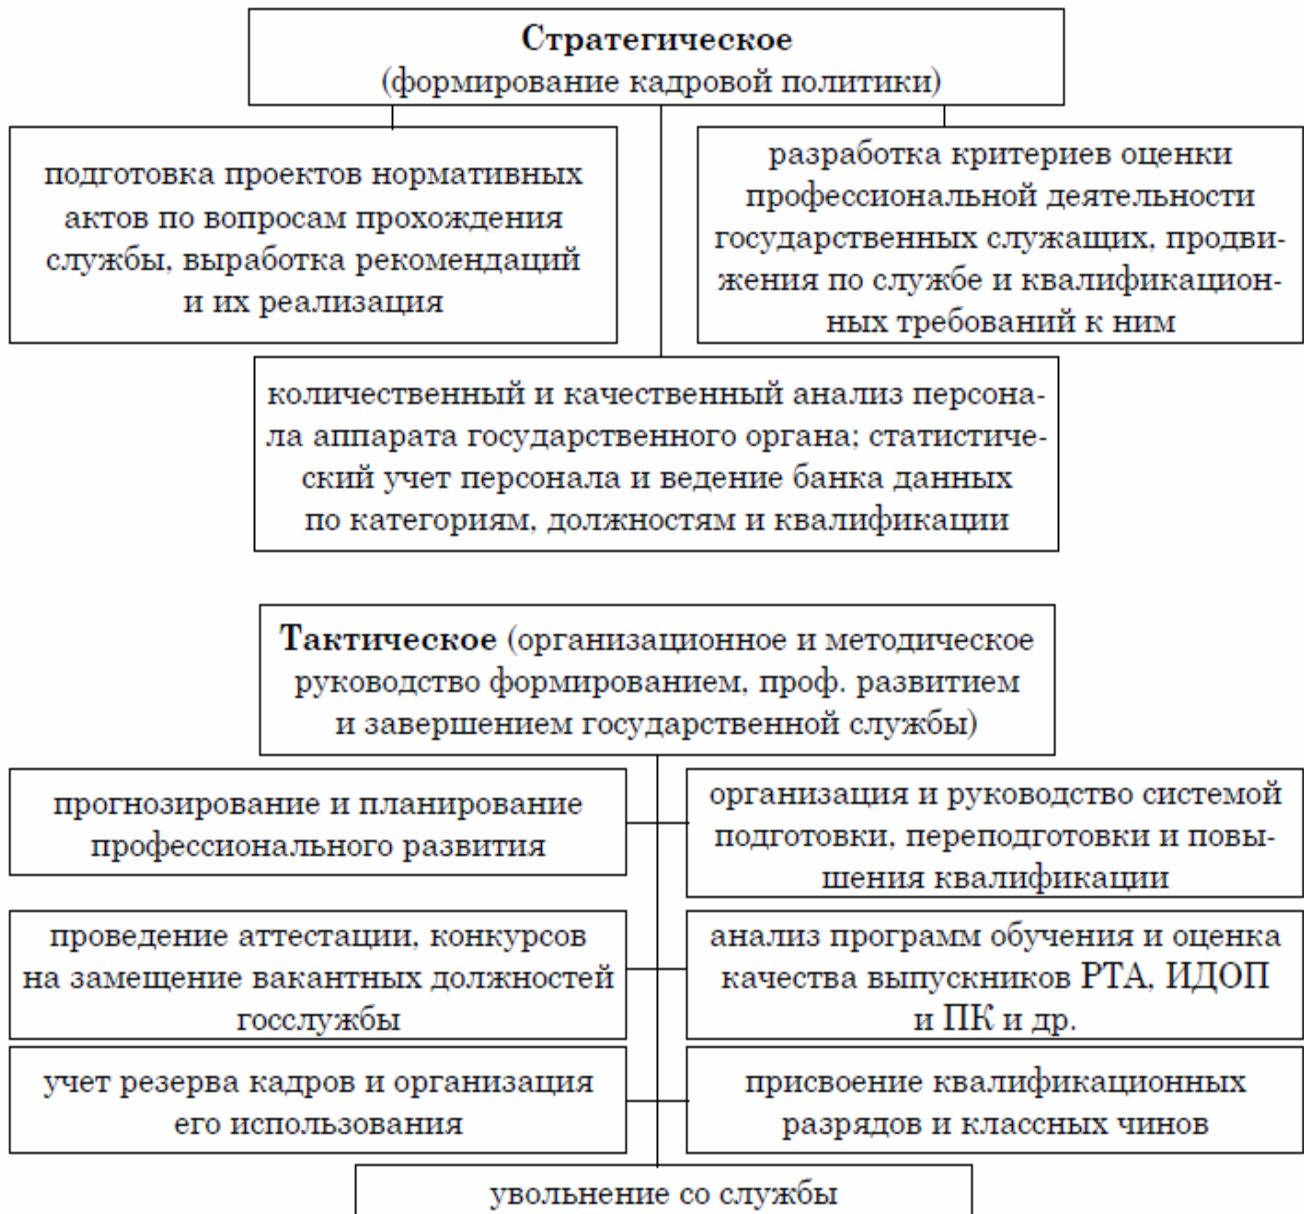 Стратегическое
(формирование кадровой политики)
подготовка проектов нормативных
актов по вопросам прохождения
службы, выработка рекомендаций
и их реализация
разработка критериев оценки
профессиональной деятельности
государственных служащих, продви-
жения по службе и квалификацион-
ных требований к ним
количественный и качественный анализ персона-
ла аппарата государственного органа; статистиче-
ский учет персонала и ведение банка данных
по категориям, должностям и квалификации
Тактическое (организационное и методическое
руководство формированием, проф. развитием
и завершением государственной службы)
прогнозирование и планирование
профессионального развития
организация и руководство системой
подготовки, переподготовки и повы-
шения квалификации
проведение аттестации, конкурсов
на замещение вакантных должностей
госслужбы
анализ программ обучения и оценка
качества выпускников РТА, ИДОП
и ПК и др.
учет резерва кадров и организация
его использования
присвоение квалификационных
разрядов и классных чинов
увольнение со службы